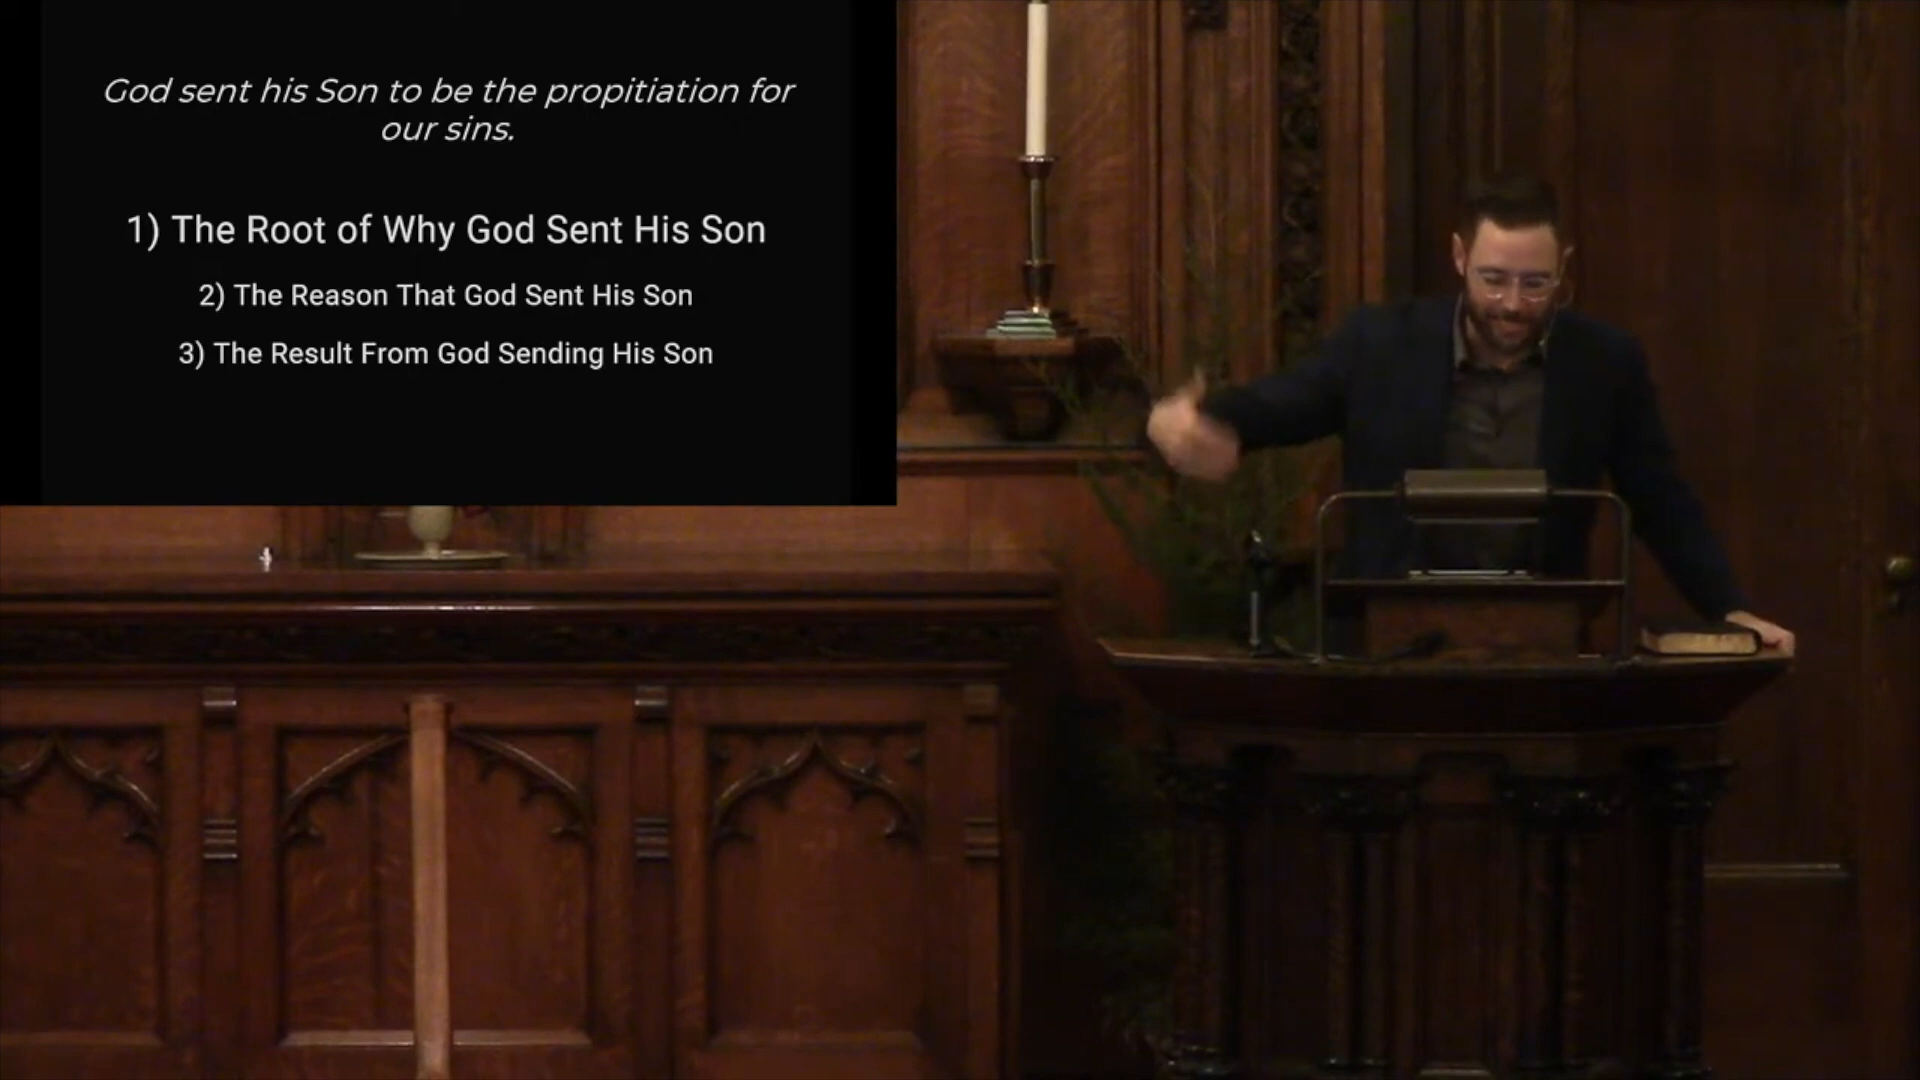 God sent his Son to be the propitiation for
our sins.
1) The Root of Why God Sent His Son
2) The Reason That God Sent His Son
3) The Result From God Sending His Son